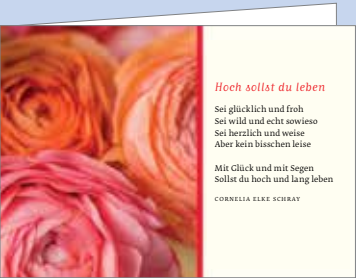 Hoch sollst du leben
Sei glücklich und froh
Sei wild und echt sowieso
Sei herzlich und weise
Aber kein bisschen leise
Mit Glück und mit Segen
Sollst du hoch und lang leben
CORNELIA ELKE SCHRAY